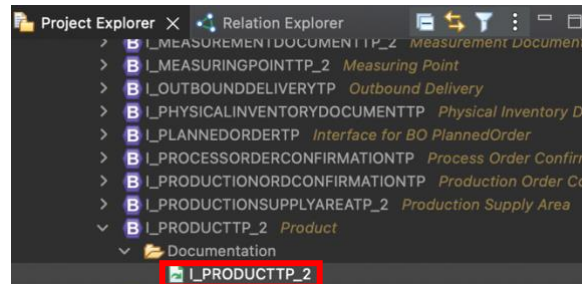 Project Explorer Relation Explorer
I_MEASUREMENTDOCUMENTTP_2 Measurement Document
I_MEASURINGPOINTTP_2 Measuring Point
I_OUTBOUNDDELIVERYTP Outbound Delivery
I_PHYSICALINVENTORYDOCUMENTTP Physical Inventory D
I_PLANNEDORDERTP Interface for BO PlannedOrder
I_PROCESSORDERCONFIRMATIONTP Process Order Confirm
I_PRODUCTIONORDCONFIRMATIONTP Production Order Co
I_PRODUCTIONSUPPLYAREATP_2 Production Supply Area
I_PRODUCTTP_2 Product
Documentation
I_PRODUCTTP_2